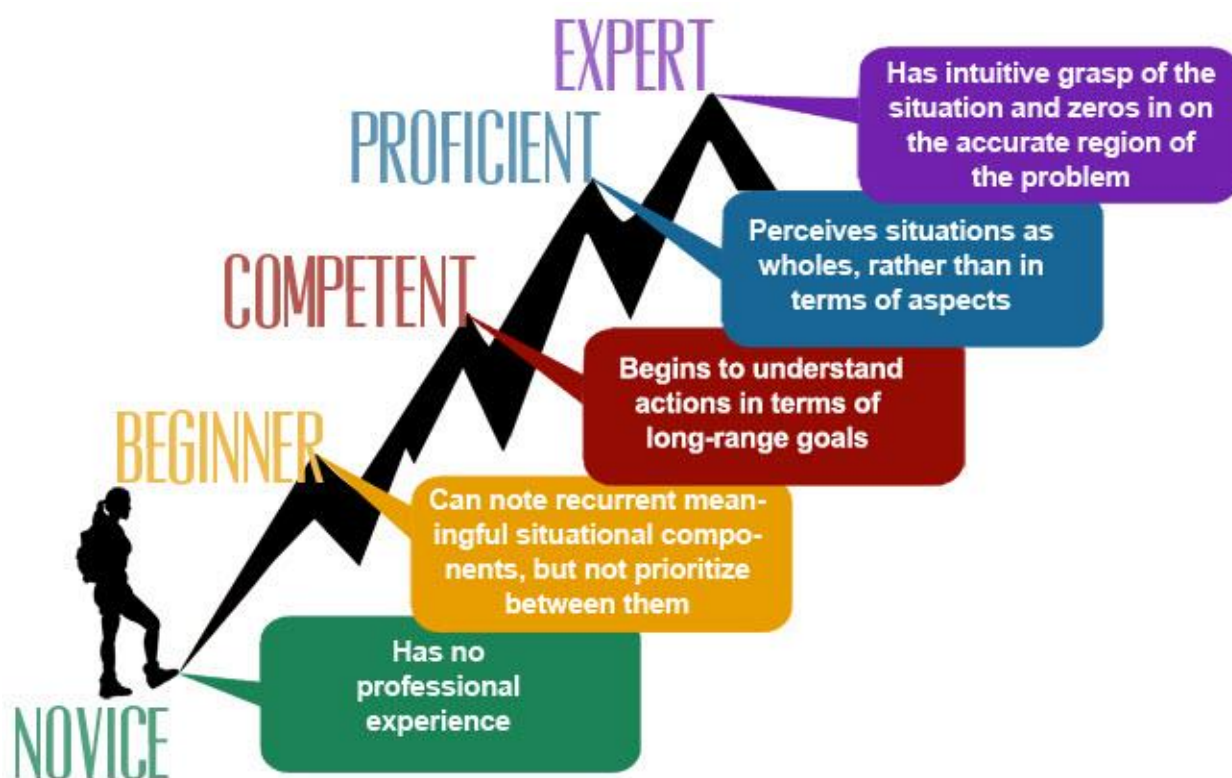 EXPERT
Has intuitive grasp of the
situation and zeros in on
the accurate region of
the problem
PROFICIENT
Perceives situations as
wholes, rather than in
terms of aspects
COMPETENT
Begins to understand
actions in terms of
long-range goals
BEGINNER
Can note recurrent mean-
ingful situational compo-
nents, but not prioritize
between them
Has no
professional
experience
NOVICE